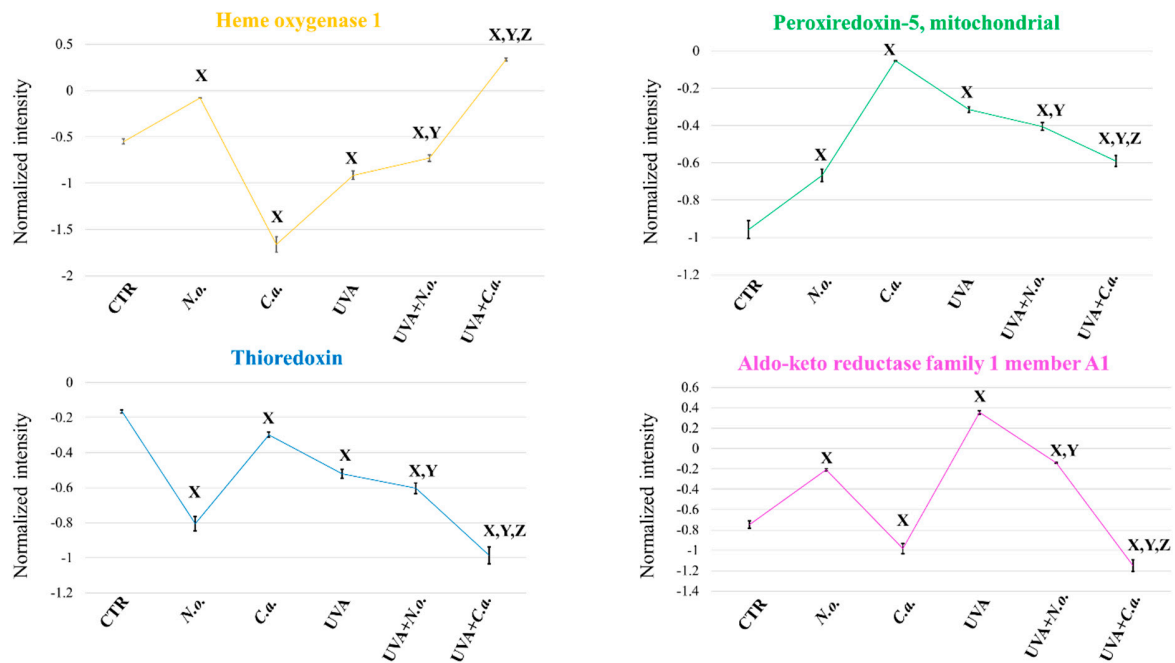 Heme oxygenase 1
Normalized intensity
0.5
0
-0.5
-1
-1.5
-2
X
X
X
X,Y
X,Y,Z
CTR
N.o.
C.a.
UVA
UVA+N.o.
UVA+C.a.
Peroxiredoxin-5, mitochondrial
Normalized intensity
0
-0.2
-0.4
-0.6
-0.8
-1
-1.2
X
X
X
X,Y
X,Y,Z
CTR
N.o.
C.a.
UVA
UVA+N.o.
UVA+C.a.
Thioredoxin
Normalized intensity
0
-0.2
-0.4
-0.6
-0.8
-1
-1.2
X
X
X
X,Y
X,Y,Z
CTR
N.o.
C.a.
UVA
UVA+N.o.
UVA+C.a.
Aldo-keto reductase family 1 member A1
Normalized intensity
0.6
0.4
0.2
0
-0.2
-0.4
-0.6
-0.8
-1
-1.2
-1.4
X
X
X
X,Y
X,Y,Z
CTR
N.o.
C.a.
UVA
UVA+N.o.
UVA+C.a.